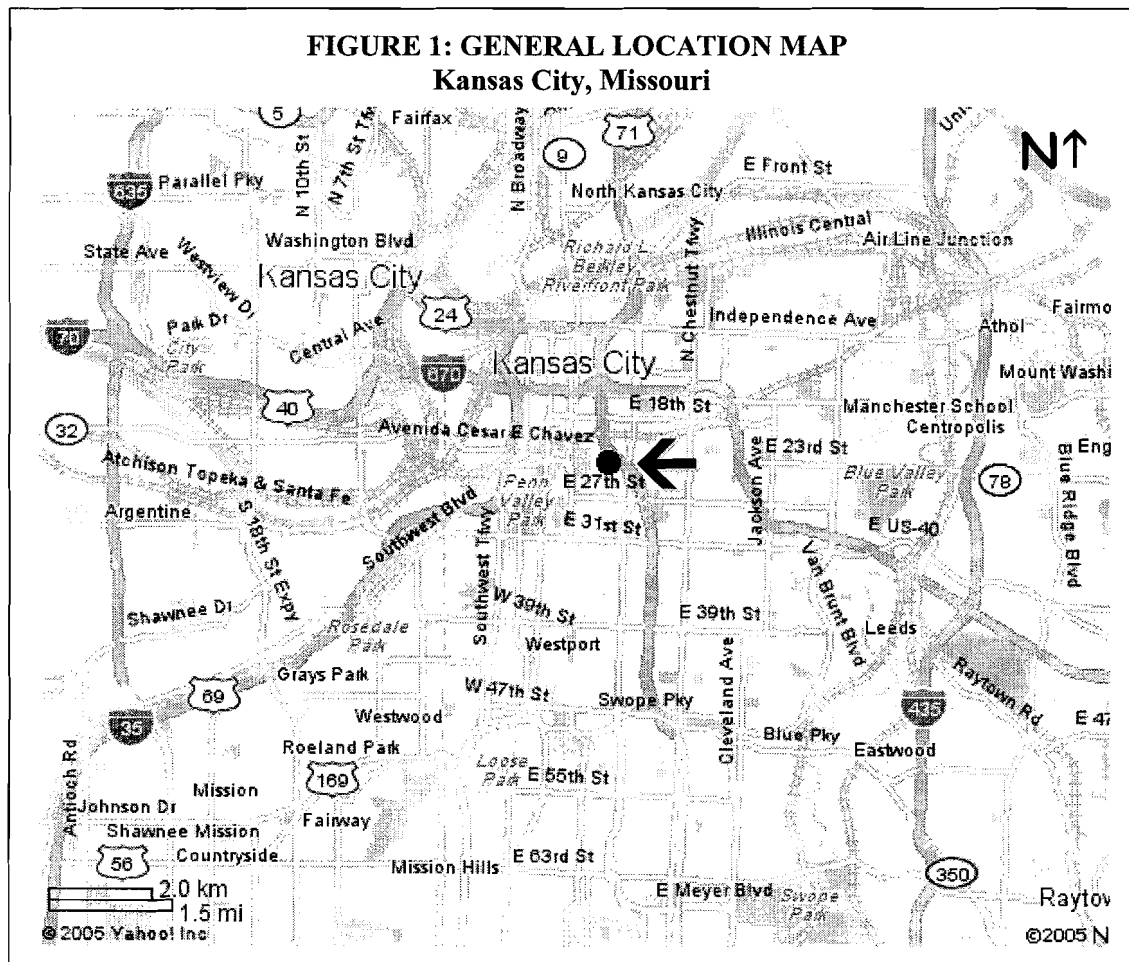 FIGURE 1: GENERAL LOCATION MAP
Kansas City, Missouri
5
N 10th St
N 7th St Tfwy
Fairfax
N Broadway
9
71
N↑
635
Parallel Pky
North Kansas City
E Front St
State Ave
Westview Dr
Washington Blvd
Kansas City
Richard L
Berkley
Riverfront Park
N Chestnut Tfwy
Illinois Central
Air Line Junction
70
Park Dr
City
Park
Central Ave
24
Independence Ave
Athol
Fairmo
40
670
Kansas City
Mount Washi
E 18th St
Manchester School
Centropolis
32
Avenida Cesar E Chavez
E 23rd St
Eng
Atchison Topeka & Santa Fe
Penn
Valley
Park
E 27th St
Jackson Ave
Blue Valley
Park
78
Blue Ridge Blvd
Argentine
S 18th St Expy
Southwest Blvd
Southwest Tfwy
E 31st St
E US-40
Shawnee Dr
Rosedale
Park
W 39th St
Westport
E 39th St
Van Brunt Blvd
Leeds
Grays Park
69
W 47th St
Swope Pky
Cleveland Ave
Raytown Rd
35
Westwood
435
E 47
Antioch Rd
Roeland Park
Blue Pky
Eastwood
169
Loose
Park
E 55th St
Mission
Johnson Dr
Fairway
Shawnee Mission
56
Countryside
Mission Hills
E 63rd St
350
2.0 km
1.5 mi
E Meyer Blvd
Swope
Park
Raytow
© 2005 Yahoo! Inc
©2005 N